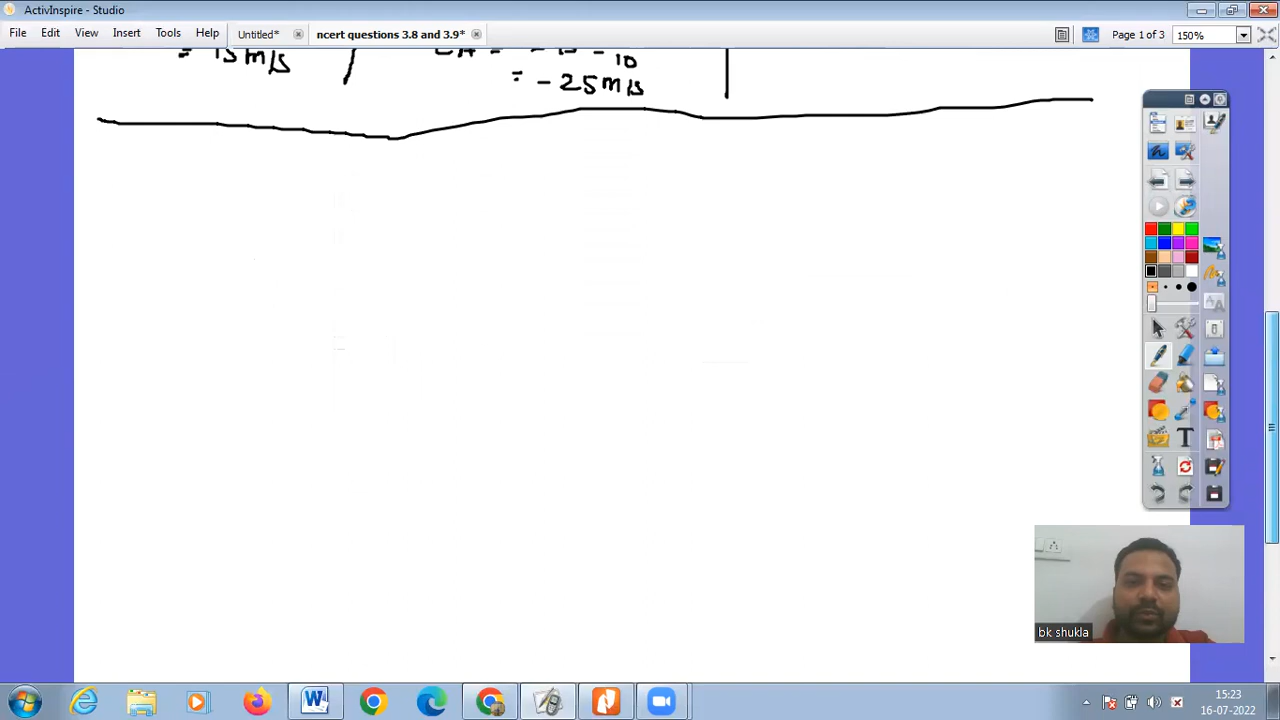 ActivInspire - Studio
File Edit View Insert Tools Help
Untitled* ncert questions 3.8 and 3.9* Page 1 of 3 150%
= 15 m/s
- 10
= - 25 m/s
bk shukla
15:23
16-07-2022